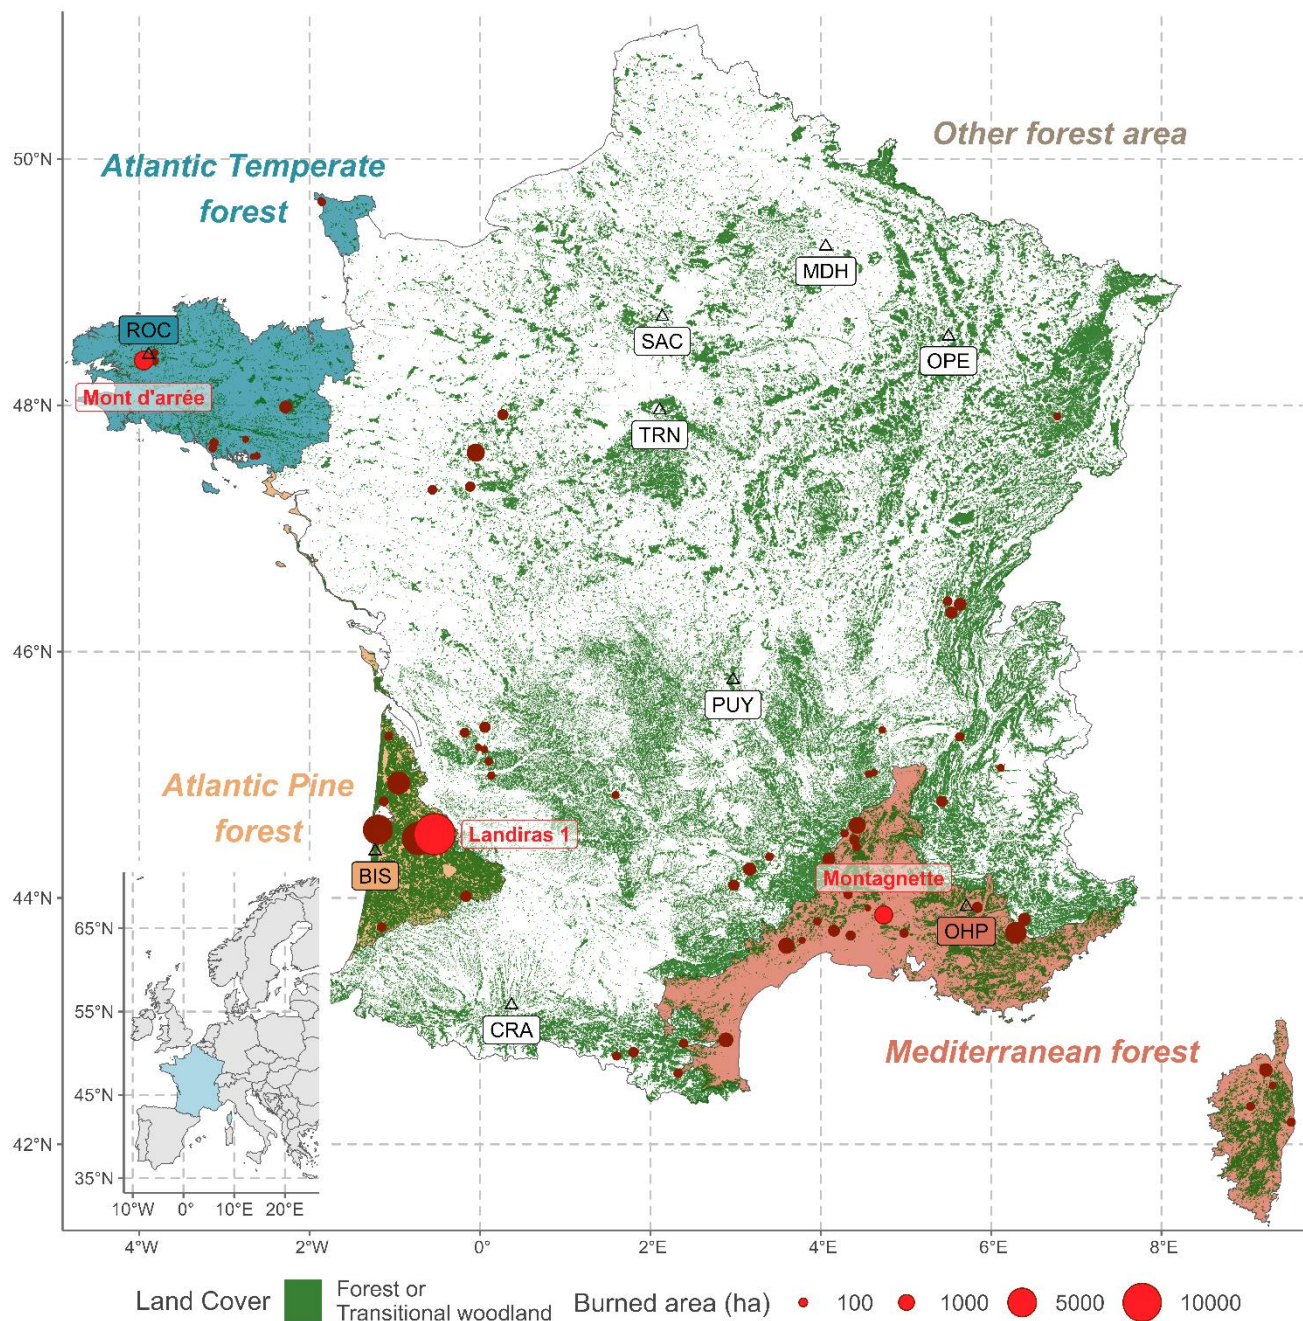 Other forest area
50°N
Atlantic Temperate
forest
MDH
ROC
SAC
OPE
Mont d'arrée
48°N
TRN
46°N
PUY
Atlantic Pine
forest
Landiras 1
BIS
Montagnette
44°N
OHP
65°N
CRA
55°N
Mediterranean forest
45°N
42°N
35°N
10°W 0° 10°E 20°E
4°W 2°W 0° 2°E 4°E 6°E 8°E
Land Cover
Forest or
Transitional woodland
Burned area (ha)
100 1000 5000 10000